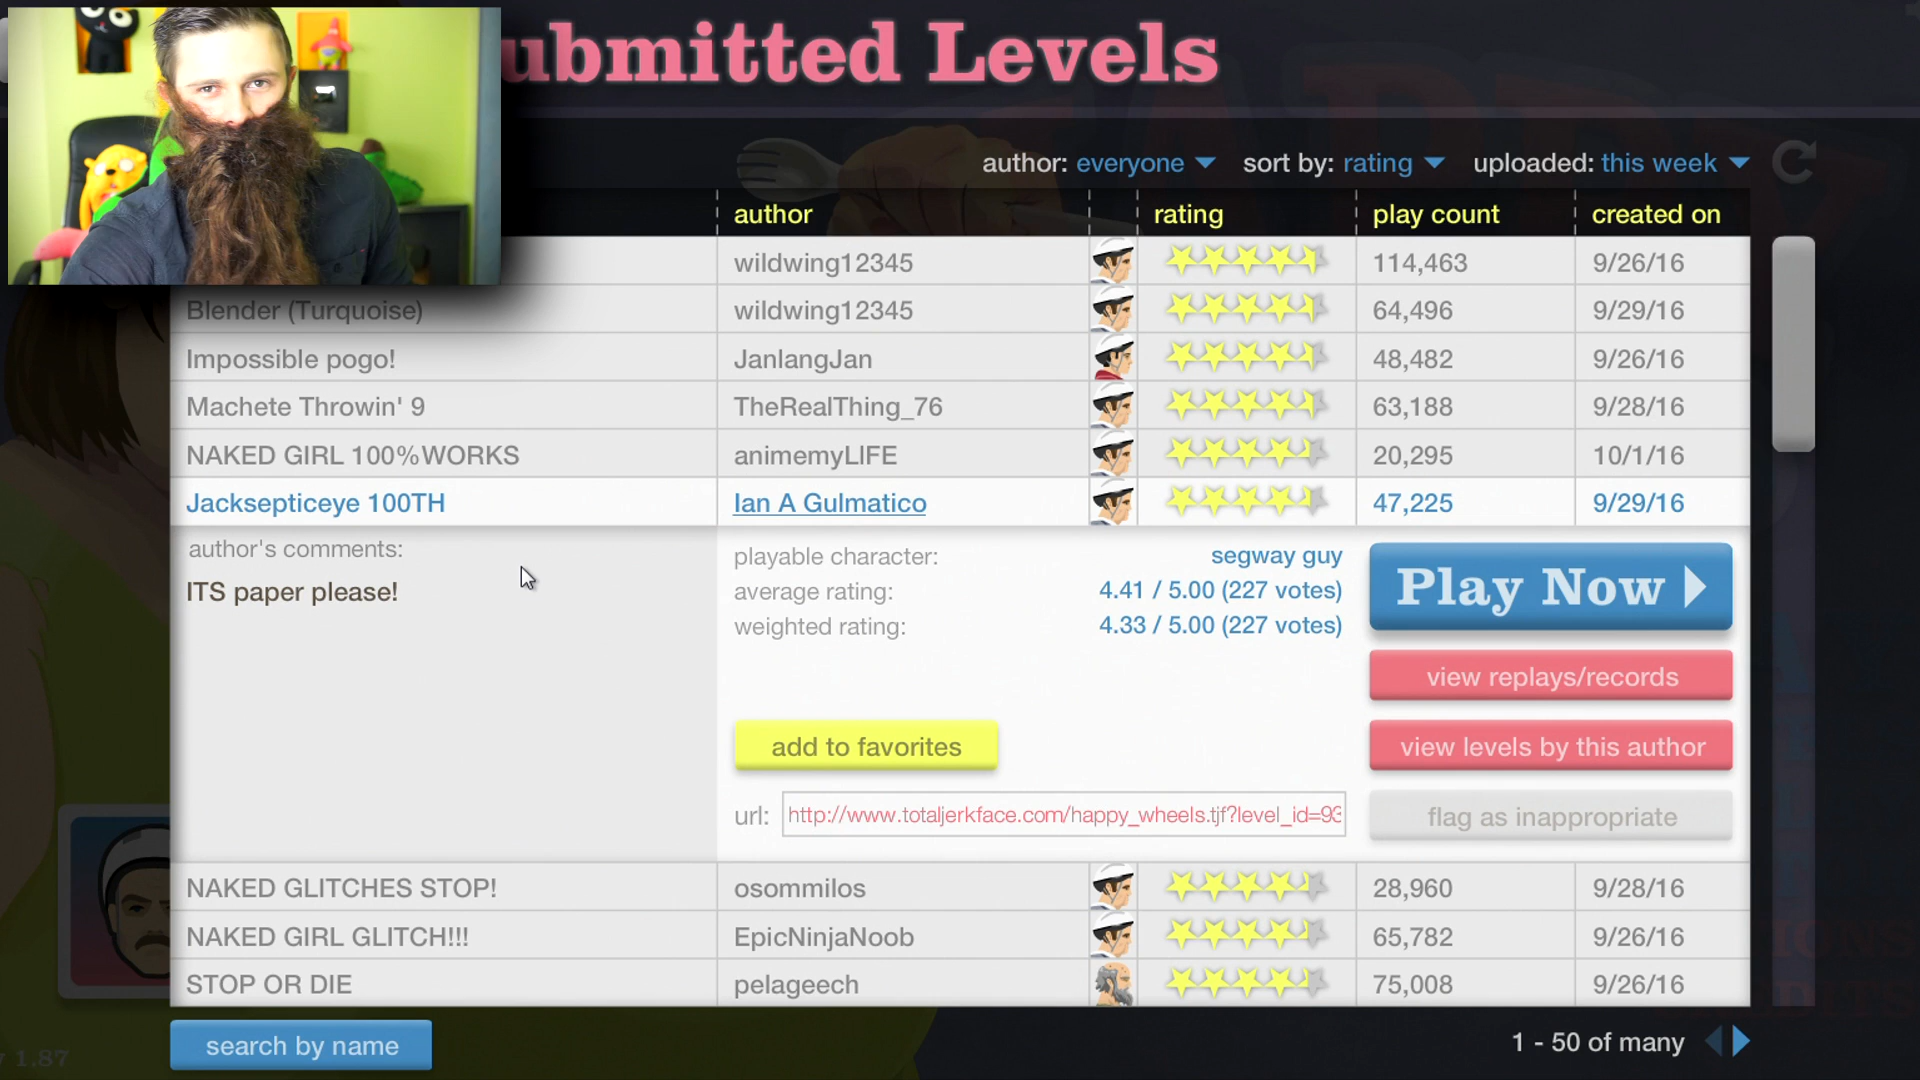 ubmitted Levels
author: everyone sort by: rating uploaded: this week
author rating play count created on
wildwing12345 114,463 9/26/16
Blender (Turquoise) wildwing12345 64,496 9/29/16
Impossible pogo! JanlangJan 48,482 9/26/16
Machete Throwin' 9 TheRealThing_76 63,188 9/28/16
NAKED GIRL 100%WORKS animemyLIFE 20,295 10/1/16
Jacksepticeye 100TH Ian A Gulmatico 47,225 9/29/16
author's comments:
ITS paper please!
playable character: segway guy
average rating: 4.41 / 5.00 (227 votes)
weighted rating: 4.33 / 5.00 (227 votes)
Play Now
view replays/records
add to favorites
view levels by this author
url: http://www.totaljerkface.com/happy_wheels.tjf?level_id=93
flag as inappropriate
NAKED GLITCHES STOP! osommilos 28,960 9/28/16
NAKED GIRL GLITCH!!! EpicNinjaNoob 65,782 9/26/16
STOP OR DIE pelageech 75,008 9/26/16
search by name
1 - 50 of many
v 1.87